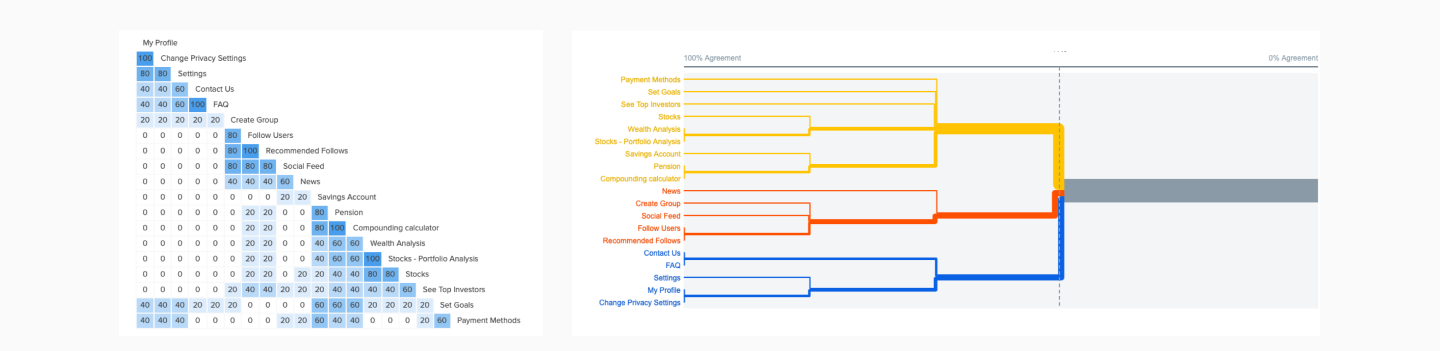 My Profile
100 Change Privacy Settings
80 80 Settings
40 40 60 Contact Us
40 40 60 100 FAQ
20 20 20 20 20 Create Group
0 0 0 0 0 80 Follow Users
0 0 0 0 0 80 100 Recommended Follows
0 0 0 0 0 80 80 80 Social Feed
0 0 0 0 0 40 40 40 60 News
0 0 0 0 0 0 0 0 20 20 Savings Account
0 0 0 0 0 0 20 20 0 0 80 Pension
0 0 0 0 0 0 20 20 0 0 80 100 Compounding calculator
0 0 0 0 0 0 20 20 0 0 40 60 60 Wealth Analysis
0 0 0 0 0 0 20 20 0 0 40 60 60 100 Stocks - Portfolio Analysis
0 0 0 0 0 0 20 20 0 20 20 40 40 80 80 Stocks
0 0 0 0 0 20 40 40 20 20 20 40 40 40 40 60 See Top Investors
40 40 40 20 20 20 0 0 0 0 60 60 60 20 20 20 20 Set Goals
40 40 40 0 0 0 0 0 20 20 60 40 40 0 0 0 20 60 Payment Methods
100% Agreement 0% Agreement
Payment Methods
Set Goals
See Top Investors
Stocks
Wealth Analysis
Stocks - Portfolio Analysis
Savings Account
Pension
Compounding calculator
News
Create Group
Social Feed
Follow Users
Recommended Follows
Contact Us
FAQ
Settings
My Profile
Change Privacy Settings